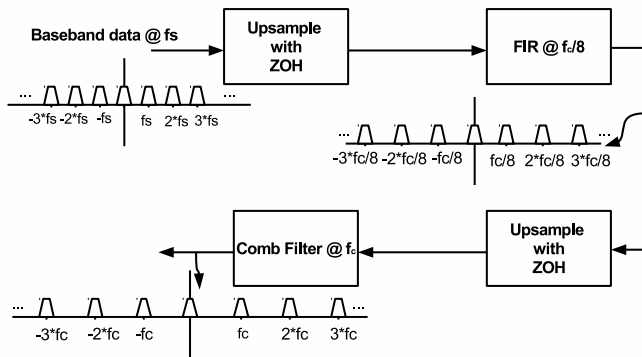 Baseband data @ fs
Upsample
with
ZOH
FIR @ fc/8
... -3*fs -2*fs -fs fs 2*fs 3*fs ...
... -3*fc/8 -2*fc/8 -fc/8 fc/8 2*fc/8 3*fc/8 ...
Comb Filter @ fc
Upsample
with
ZOH
... -3*fc -2*fc -fc fc 2*fc 3*fc ...